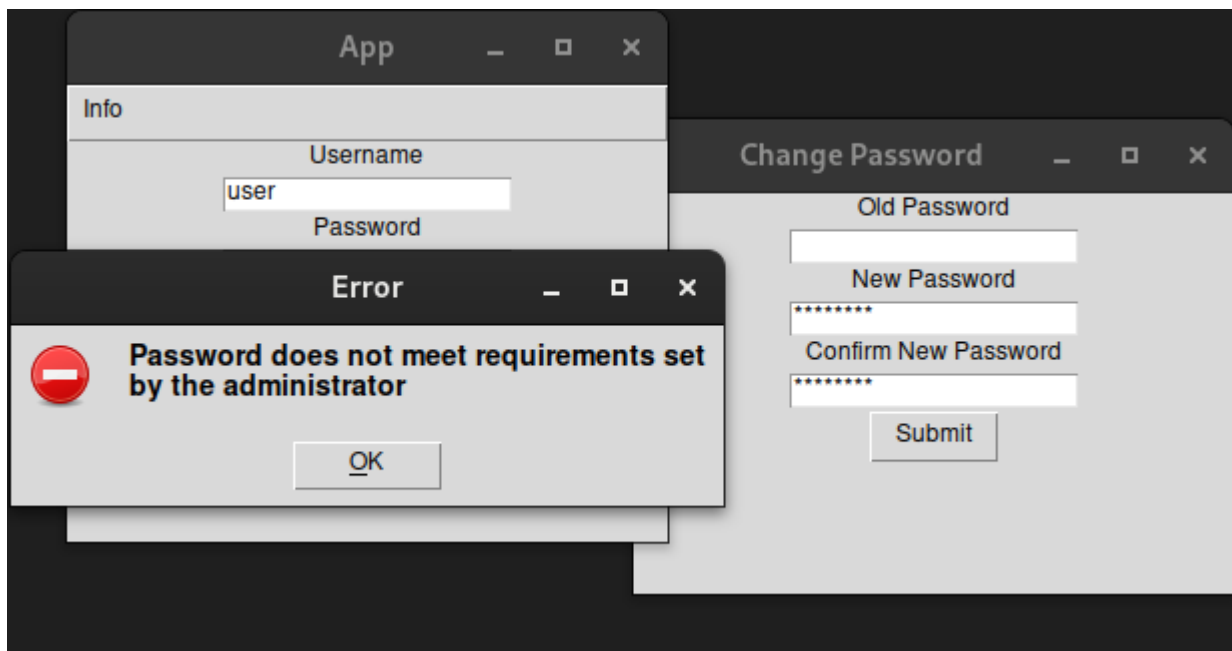 App
Info
Username
user
Password
Error
Password does not meet requirements set
by the administrator
OK
Change Password
Old Password
New Password
********
Confirm New Password
********
Submit